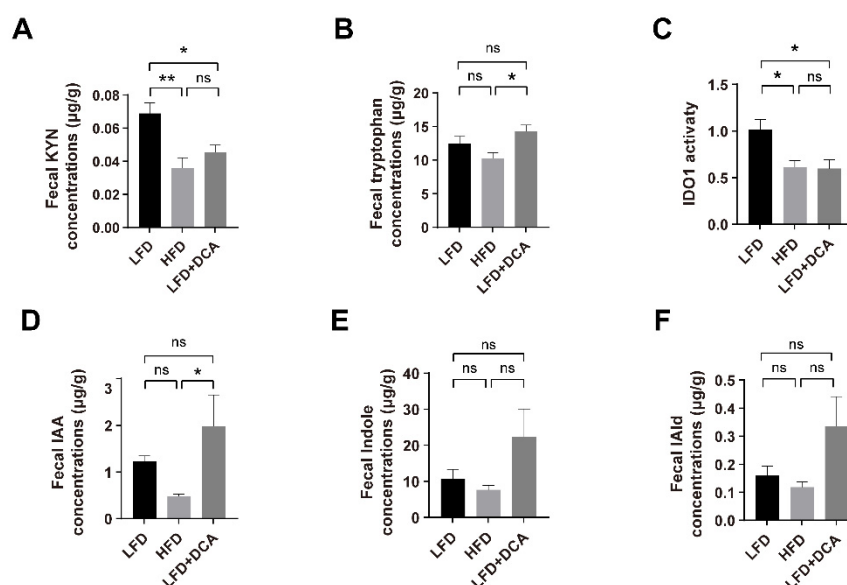 A
Fecal KYN
concentrations (μg/g)
*
**
ns
0.08
0.06
0.04
0.02
0.00
LFD
HFD
LFD+DCA
B
Fecal tryptophan
concentrations (μg/g)
ns
ns
*
20
15
10
5
0
LFD
HFD
LFD+DCA
C
IDO1 activaty
*
*
ns
1.5
1.0
0.5
0.0
LFD
HFD
LFD+DCA
D
Fecal IAA
concentrations (μg/g)
ns
ns
*
3
2
1
0
LFD
HFD
LFD+DCA
E
Fecal Indole
concentrations (μg/g)
ns
ns
ns
40
30
20
10
0
LFD
HFD
LFD+DCA
F
Fecal IAld
concentrations (μg/g)
ns
ns
ns
0.5
0.4
0.3
0.2
0.1
0.0
LFD
HFD
LFD+DCA